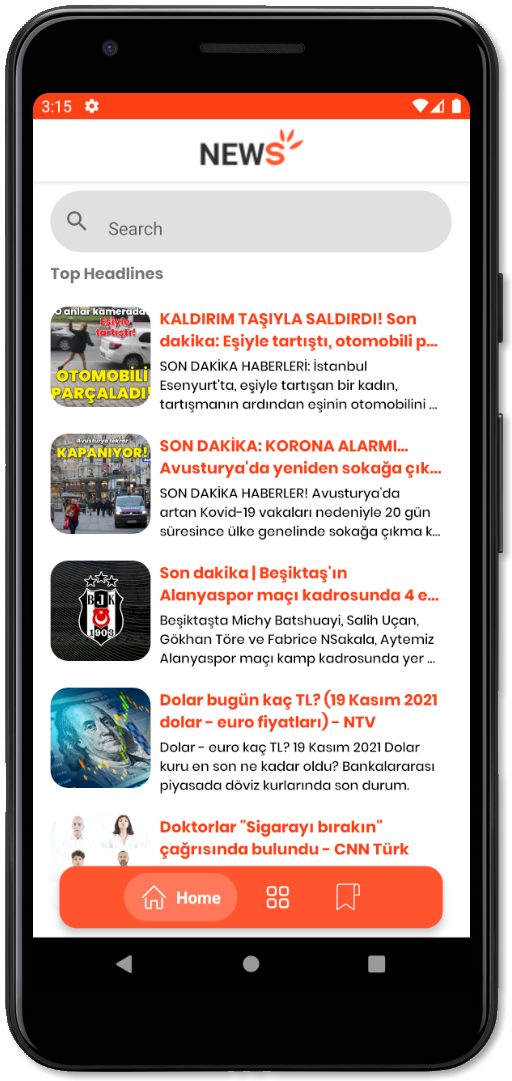 3:15
NEWS
Search
Top Headlines
O anlar kamerada
Eşiyle
tartıştı!
OTOMOBİLİ
PARÇALADI!
KALDIRIM TAŞIYLA SALDIRDI! Son
dakika: Eşiyle tartıştı, otomobili p...
SON DAKİKA HABERLERİ: İstanbul
Esenyurt'ta, eşiyle tartışan bir kadın,
tartışmanın ardından eşinin otomobilini ...
Avusturya tekrar
KAPANIYOR!
SON DAKİKA: KORONA ALARMI...
Avusturya'da yeniden sokağa çık...
SON DAKİKA HABERLER! Avusturya'da
artan Kovid-19 vakaları nedeniyle 20 gün
süresince ülke genelinde sokağa çıkma k...
BJK
1903
Son dakika | Beşiktaş'ın
Alanyaspor maçı kadrosunda 4 e...
Beşiktaşta Michy Batshuayi, Salih Uçan,
Gökhan Töre ve Fabrice NSakala, Aytemiz
Alanyaspor maçı kamp kadrosunda yer ...
Dolar bugün kaç TL? (19 Kasım 2021
dolar - euro fiyatları) - NTV
Dolar - euro kaç TL? 19 Kasım 2021 Dolar
kuru en son ne kadar oldu? Bankalararası
piyasada döviz kurlarında son durum.
Doktorlar "Sigarayı bırakın"
çağrısında bulundu - CNN Türk
Home